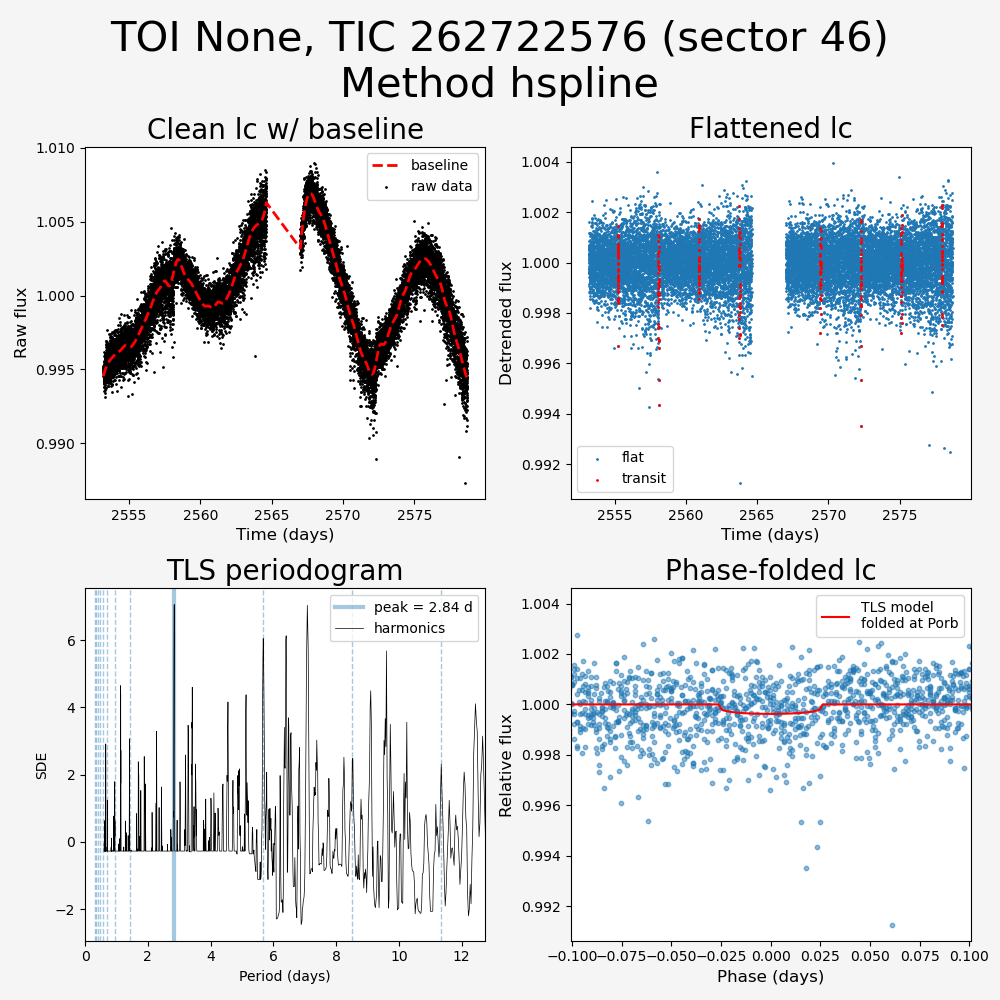 TOI None, TIC 262722576 (sector 46)
Method hspline
Clean lc w/ baseline
Flattened lc
1.010
1.005
1.000
0.995
0.990
Raw flux
baseline
raw data
2555 2560 2565 2570 2575
Time (days)
1.004
1.002
1.000
0.998
0.996
0.994
0.992
Detrended flux
flat
transit
2555 2560 2565 2570 2575
Time (days)
TLS periodogram
Phase-folded lc
6
4
2
0
−2
SDE
peak = 2.84 d
harmonics
0 2 4 6 8 10 12
Period (days)
1.004
1.002
1.000
0.998
0.996
0.994
0.992
Relative flux
TLS model
folded at Porb
−0.100 −0.075 −0.050 −0.025 0.000 0.025 0.050 0.075 0.100
Phase (days)